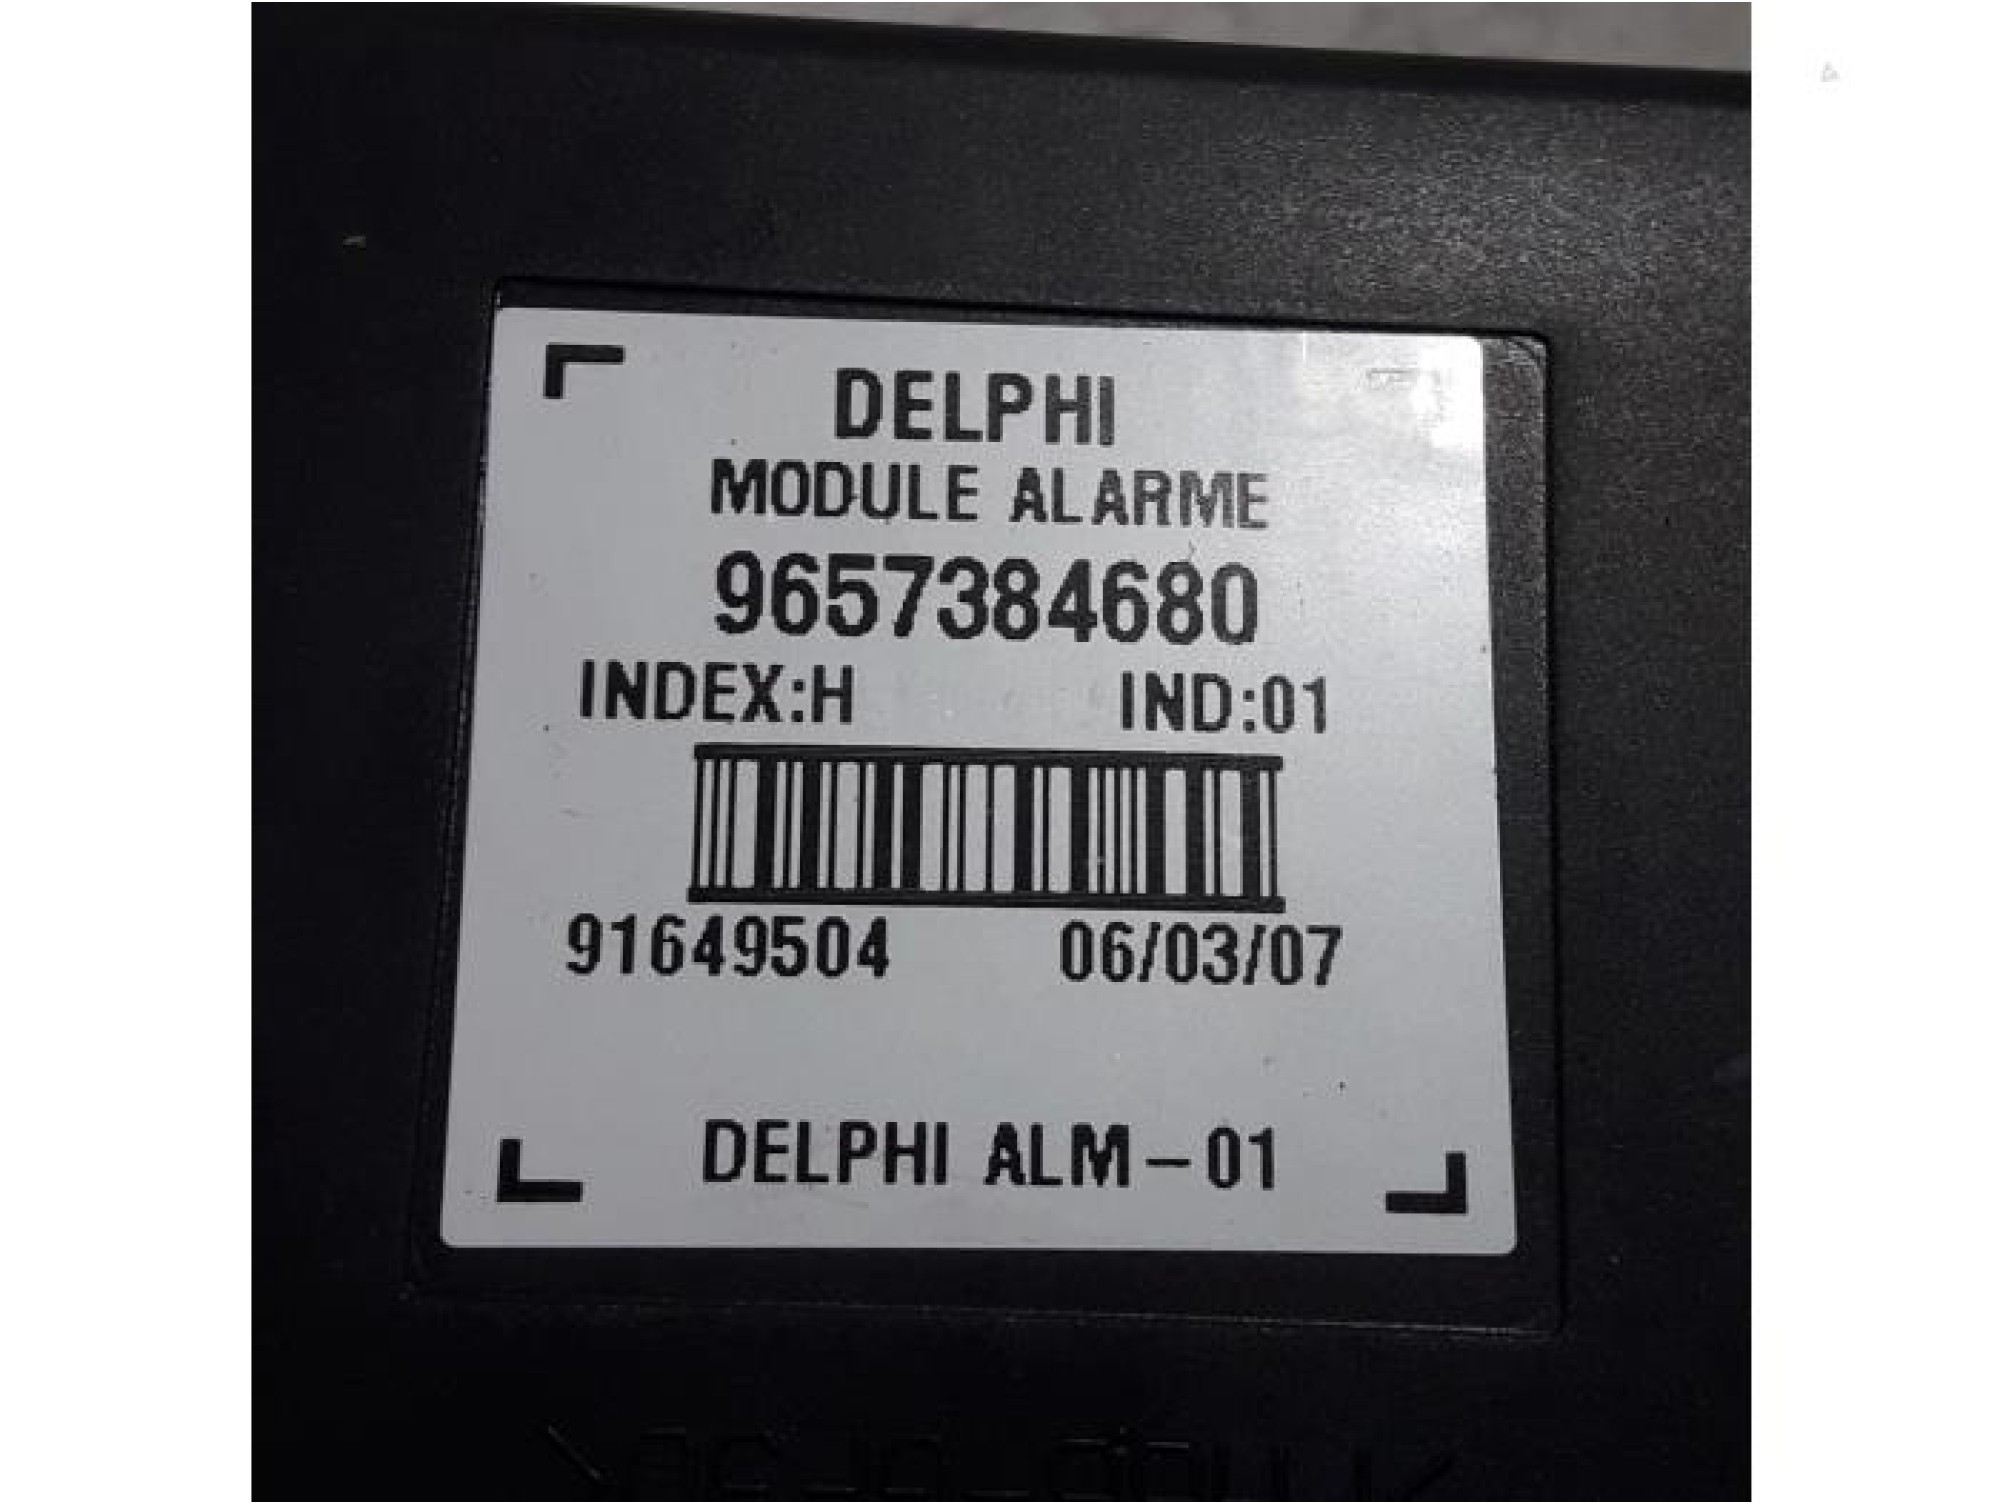 DELPHI
MODULE ALARME
9657384680
INDEX:H IND:01
91649504 06/03/07
DELPHI ALM-01